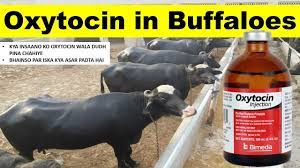 Oxytocin in Buffaloes
• KYA INSAANO KO OXYTOCIN WALA DUDH PINA CHAHIYE
• BHAINSO PAR ISKA KYA ASAR PADTA HAI
Oxytocin
INJECTION
Bimeda